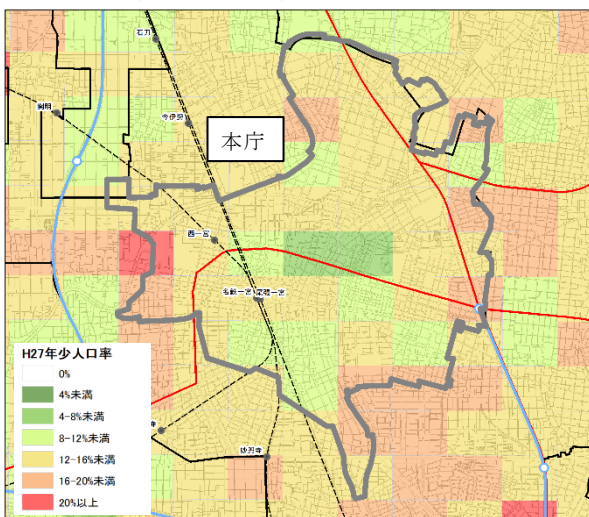 石刀
開明
今伊勢
本庁
西一宮
名鉄一宮
尾張一宮
妙興寺
H27年少人口率
0%
4%未満
4-8%未満
8-12%未満
12-16%未満
16-20%未満
20%以上